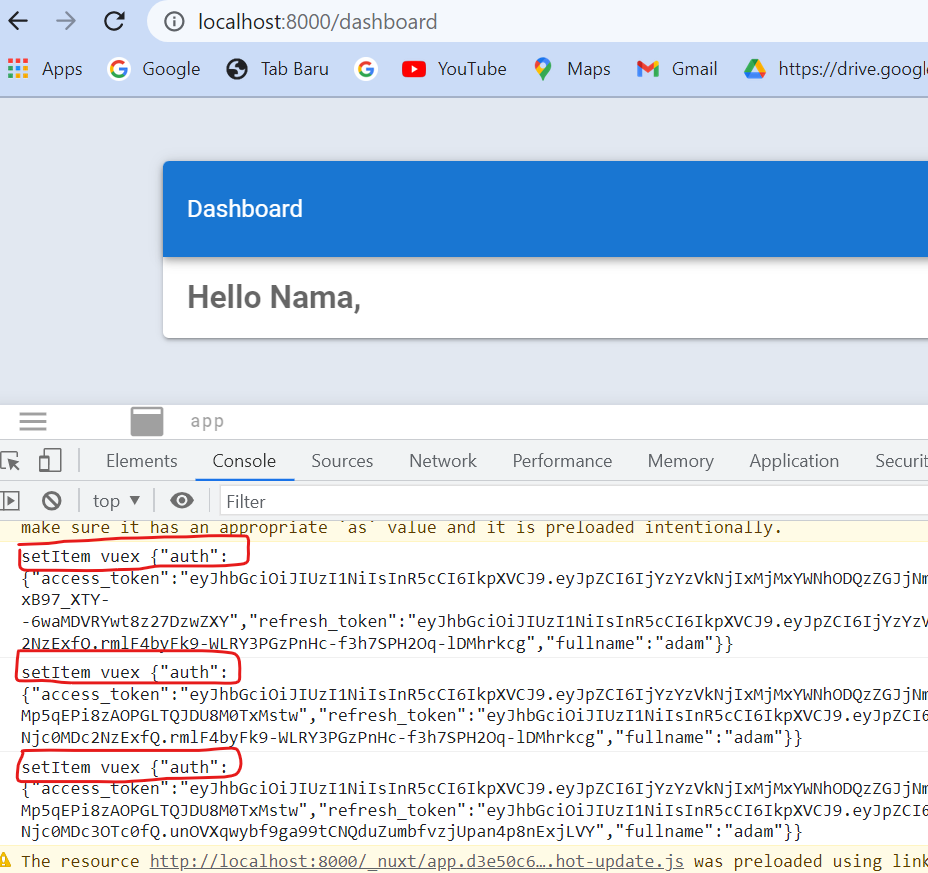 localhost:8000/dashboard
Apps Google Tab Baru YouTube Maps Gmail https://drive.googl
Dashboard
Hello Nama,
app
Elements Console Sources Network Performance Memory Application Securit
top ▼ Filter
make sure it has an appropriate `as` value and it is preloaded intentionally.
setItem vuex {"auth":
{"access_token":"eyJhbGciOiJIUzI1NiIsInR5cCI6IkpXVCJ9.eyJpZCI6IjYzYzVkNjIxMjMxYWNhODQzZGJjNm
xB97_XTY-
-6waMDVRYwt8z27DzwZXY","refresh_token":"eyJhbGciOiJIUzI1NiIsInR5cCI6IkpXVCJ9.eyJpZCI6IjYzYzV
2NzExfQ.rmlF4byFk9-WLRY3PGzPnHc-f3h7SPH2Oq-lDMhrkcg","fullname":"adam"}}
setItem vuex {"auth":
{"access_token":"eyJhbGciOiJIUzI1NiIsInR5cCI6IkpXVCJ9.eyJpZCI6IjYzYzVkNjIxMjMxYWNhODQzZGJjNm
Mp5qEPi8zAOPGLTQJDU8M0TxMstw","refresh_token":"eyJhbGciOiJIUzI1NiIsInR5cCI6IkpXVCJ9.eyJpZCI6
Njc0MDc2NzExfQ.rmlF4byFk9-WLRY3PGzPnHc-f3h7SPH2Oq-lDMhrkcg","fullname":"adam"}}
setItem vuex {"auth":
{"access_token":"eyJhbGciOiJIUzI1NiIsInR5cCI6IkpXVCJ9.eyJpZCI6IjYzYzVkNjIxMjMxYWNhODQzZGJjNm
Mp5qEPi8zAOPGLTQJDU8M0TxMstw","refresh_token":"eyJhbGciOiJIUzI1NiIsInR5cCI6IkpXVCJ9.eyJpZCI6
Njc0MDc3OTc0fQ.unOVXqwybf9ga99tCNQduZumbfvzjUpan4p8nExjLVY","fullname":"adam"}}
The resource http://localhost:8000/_nuxt/app.d3e50c6….hot-update.js was preloaded using link